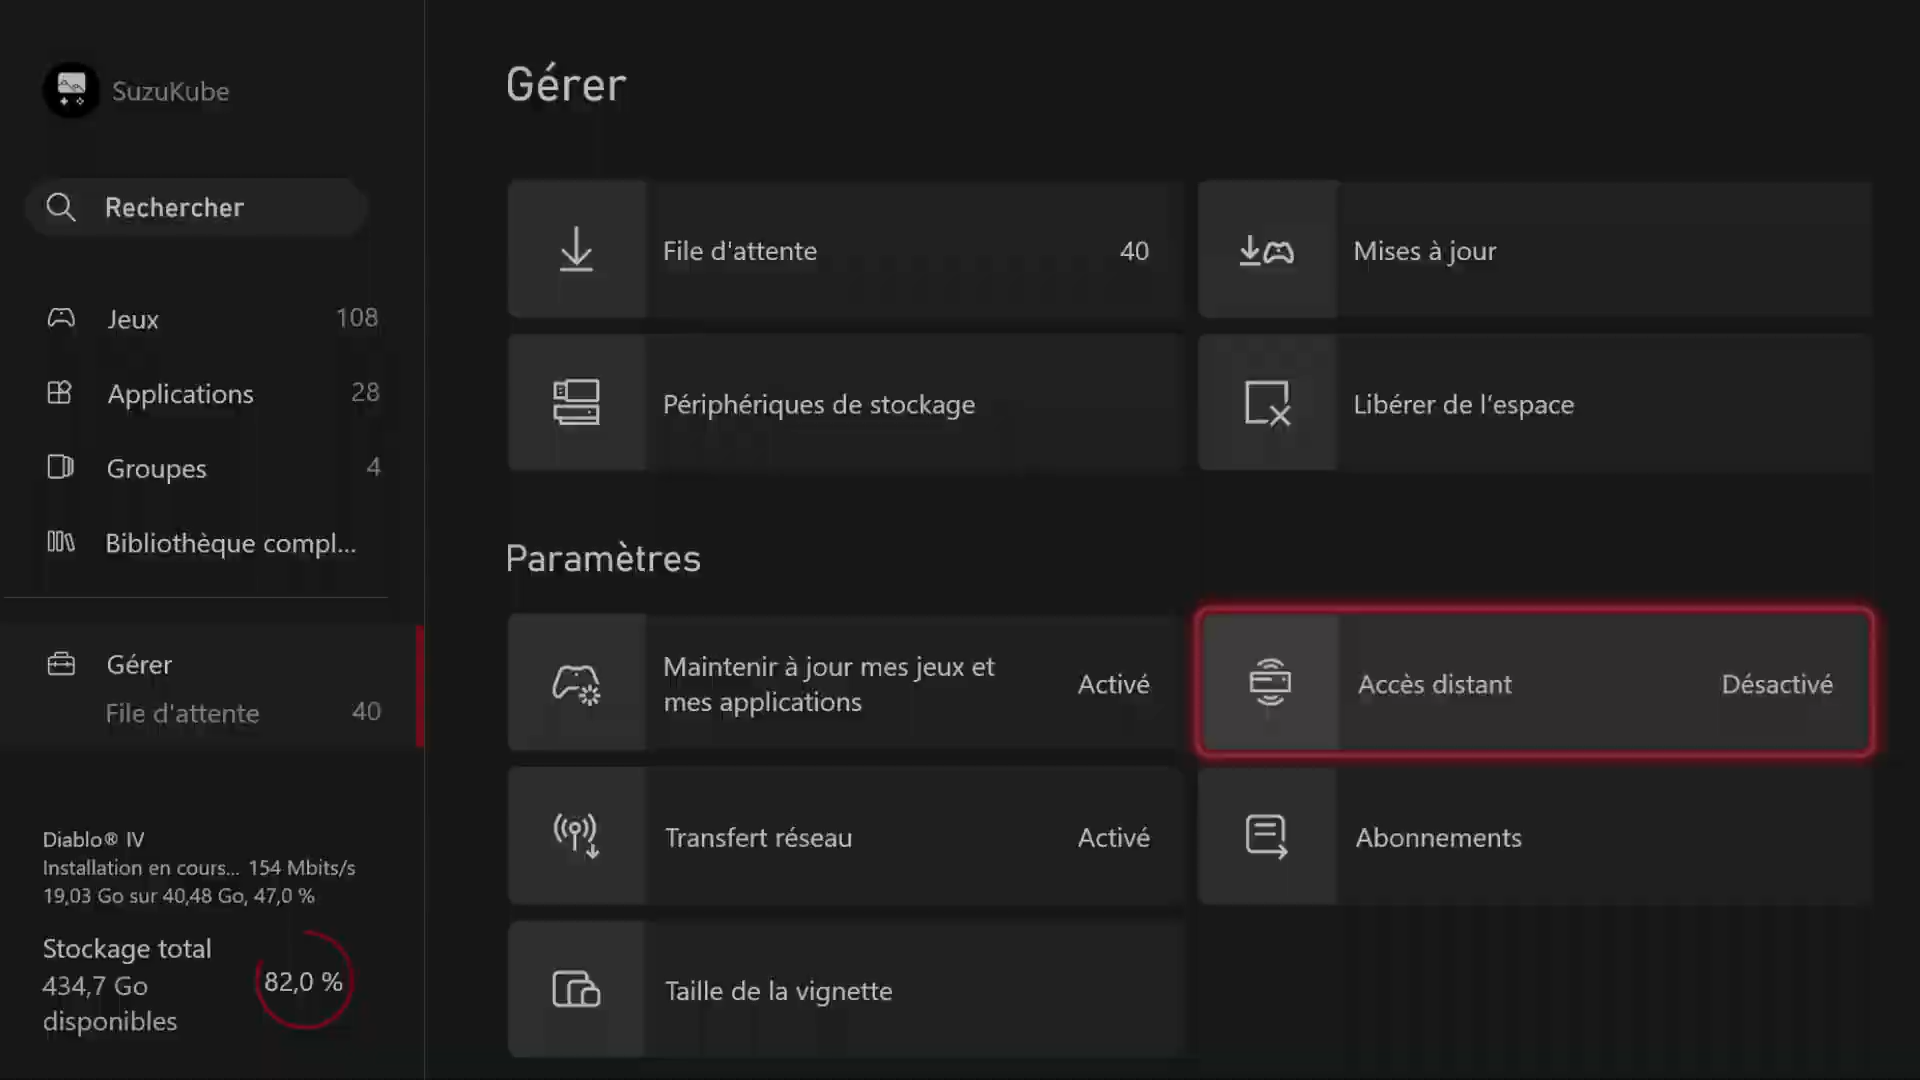 SuzuKube
Rechercher
Jeux 108
Applications 28
Groupes 4
Bibliothèque compl...
Gérer
File d'attente 40
Diablo® IV
Installation en cours... 154 Mbits/s
19,03 Go sur 40,48 Go, 47,0 %
Stockage total
434,7 Go
disponibles
82,0 %
Gérer
File d'attente 40
Mises à jour
Périphériques de stockage
Libérer de l’espace
Paramètres
Maintenir à jour mes jeux et
mes applications
Activé
Accès distant Désactivé
Transfert réseau Activé
Abonnements
Taille de la vignette